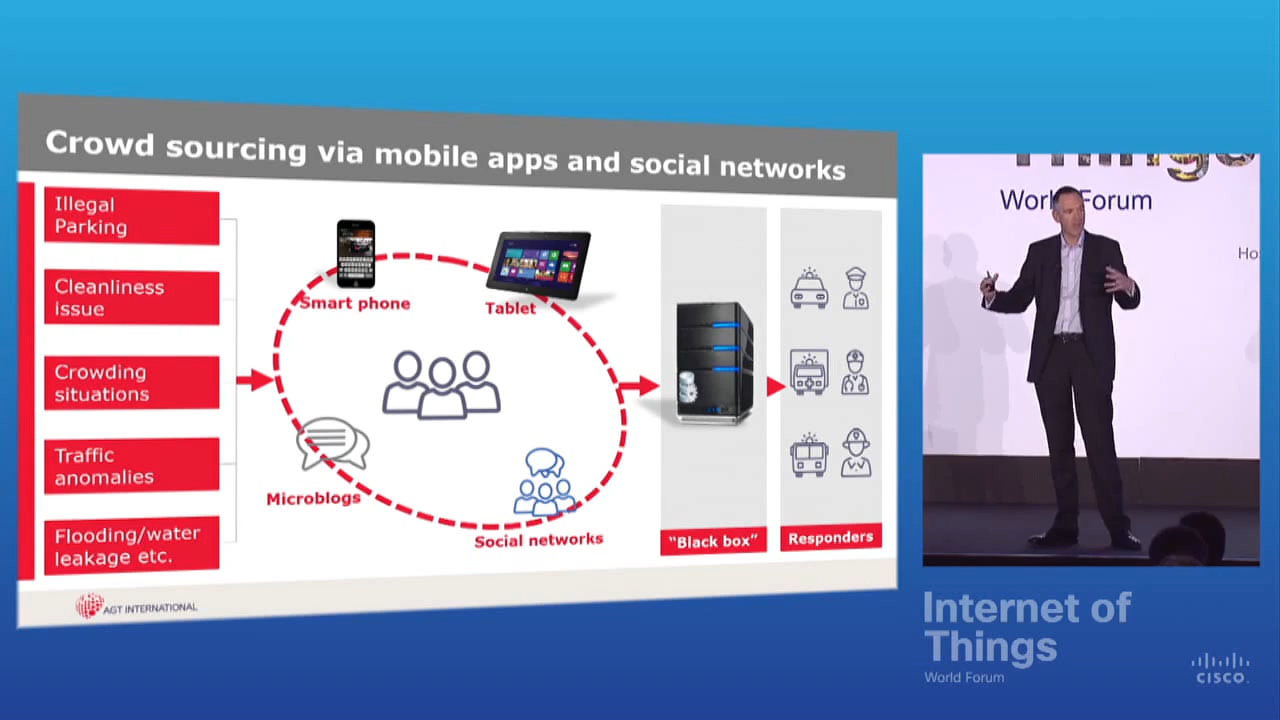 Crowd sourcing via mobile apps and social networks
Illegal
Parking
Cleanliness
issue
Crowding
situations
Traffic
anomalies
Flooding/water
leakage etc.
Smart phone
Tablet
Microblogs
Social networks
"Black box"
Responders
AGT INTERNATIONAL
Things
World Forum
Ho
Internet of
Things
World Forum
CISCO